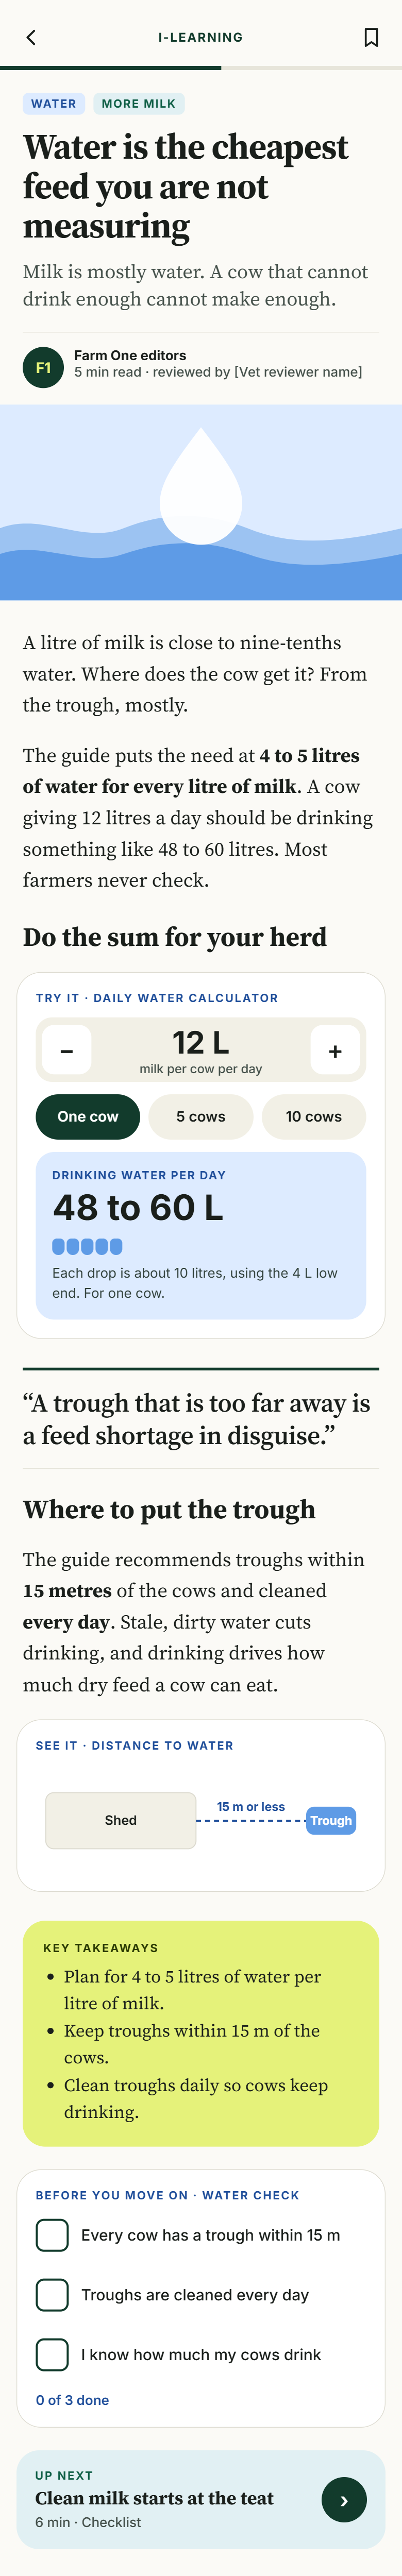 I-LEARNING
WATER
MORE MILK
Water is the cheapest
feed you are not
measuring
Milk is mostly water. A cow that cannot
drink enough cannot make enough.
F1
Farm One editors
5 min read · reviewed by [Vet reviewer name]
A litre of milk is close to nine-tenths
water. Where does the cow get it? From
the trough, mostly.
The guide puts the need at 4 to 5 litres
of water for every litre of milk. A cow
giving 12 litres a day should be drinking
something like 48 to 60 litres. Most
farmers never check.
Do the sum for your herd
TRY IT · DAILY WATER CALCULATOR
−
12 L
milk per cow per day
+
One cow
5 cows
10 cows
DRINKING WATER PER DAY
48 to 60 L
Each drop is about 10 litres, using the 4 L low
end. For one cow.
“A trough that is too far away is
a feed shortage in disguise.”
Where to put the trough
The guide recommends troughs within
15 metres of the cows and cleaned
every day. Stale, dirty water cuts
drinking, and drinking drives how
much dry feed a cow can eat.
SEE IT · DISTANCE TO WATER
Shed
15 m or less
Trough
KEY TAKEAWAYS
• Plan for 4 to 5 litres of water per
litre of milk.
• Keep troughs within 15 m of the
cows.
• Clean troughs daily so cows keep
drinking.
BEFORE YOU MOVE ON · WATER CHECK
Every cow has a trough within 15 m
Troughs are cleaned every day
I know how much my cows drink
0 of 3 done
UP NEXT
Clean milk starts at the teat
6 min · Checklist
›